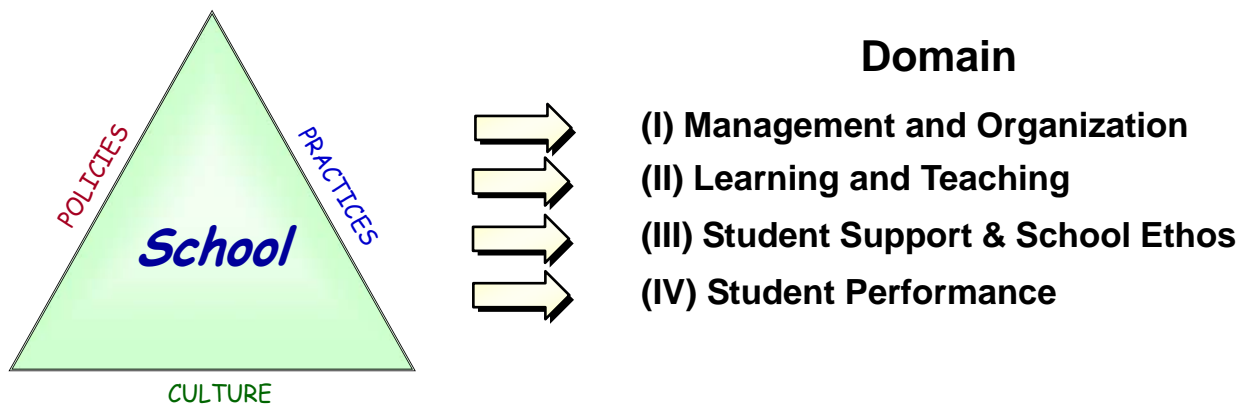 POLICIES
PRACTICES
School
CULTURE
Domain
(I) Management and Organization
(II) Learning and Teaching
(III) Student Support & School Ethos
(IV) Student Performance